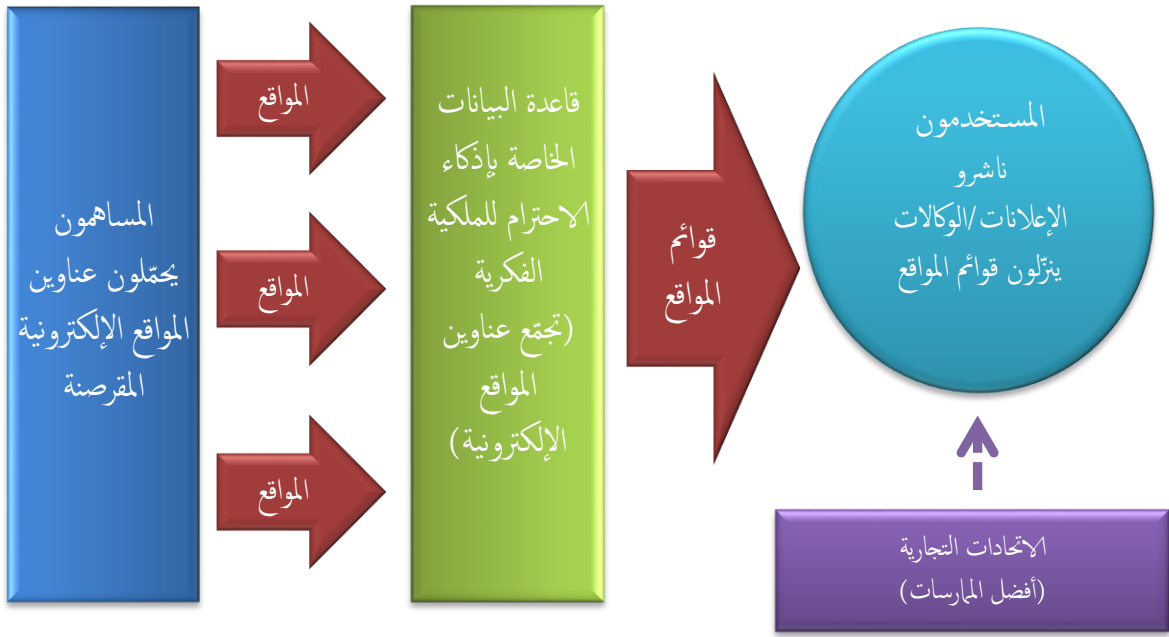 المساهمون
يحمّلون عناوين
المواقع الإلكترونية
المقرصنة
المواقع
المواقع
المواقع
قاعدة البيانات
الخاصة بإذكاء
الاحترام للملكية
الفكرية
(تجمّع عناوين
المواقع
الإلكترونية)
قوائم
المواقع
المستخدمون
ناشرو
الإعلانات/الوكالات
ينزّلون قوائم المواقع
الاتحادات التجارية
(أفضل الممارسات)